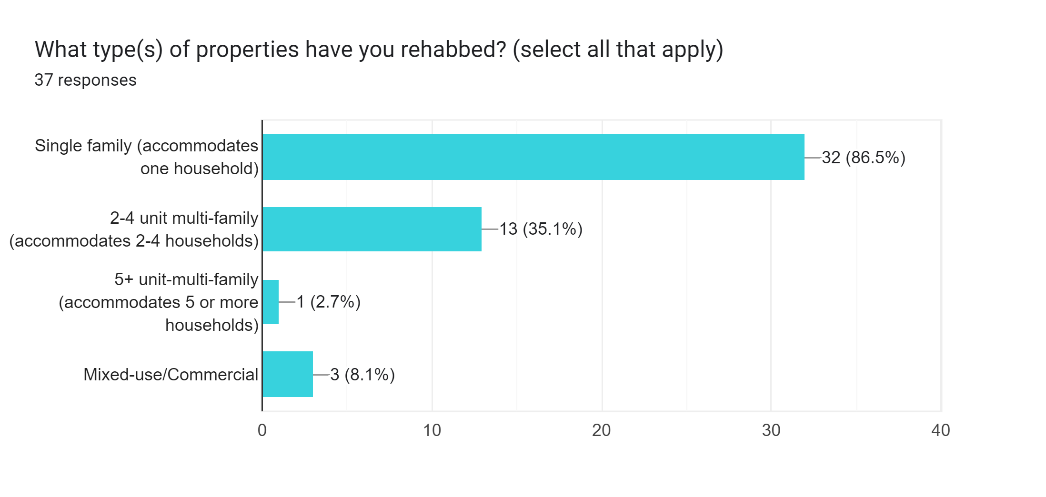 What type(s) of properties have you rehabbed? (select all that apply)
37 responses
Single family (accommodates
one household)
32 (86.5%)
2-4 unit multi-family
(accommodates 2-4 households)
13 (35.1%)
5+ unit-multi-family
(accommodates 5 or more
households)
1 (2.7%)
Mixed-use/Commercial
3 (8.1%)
0 10 20 30 40